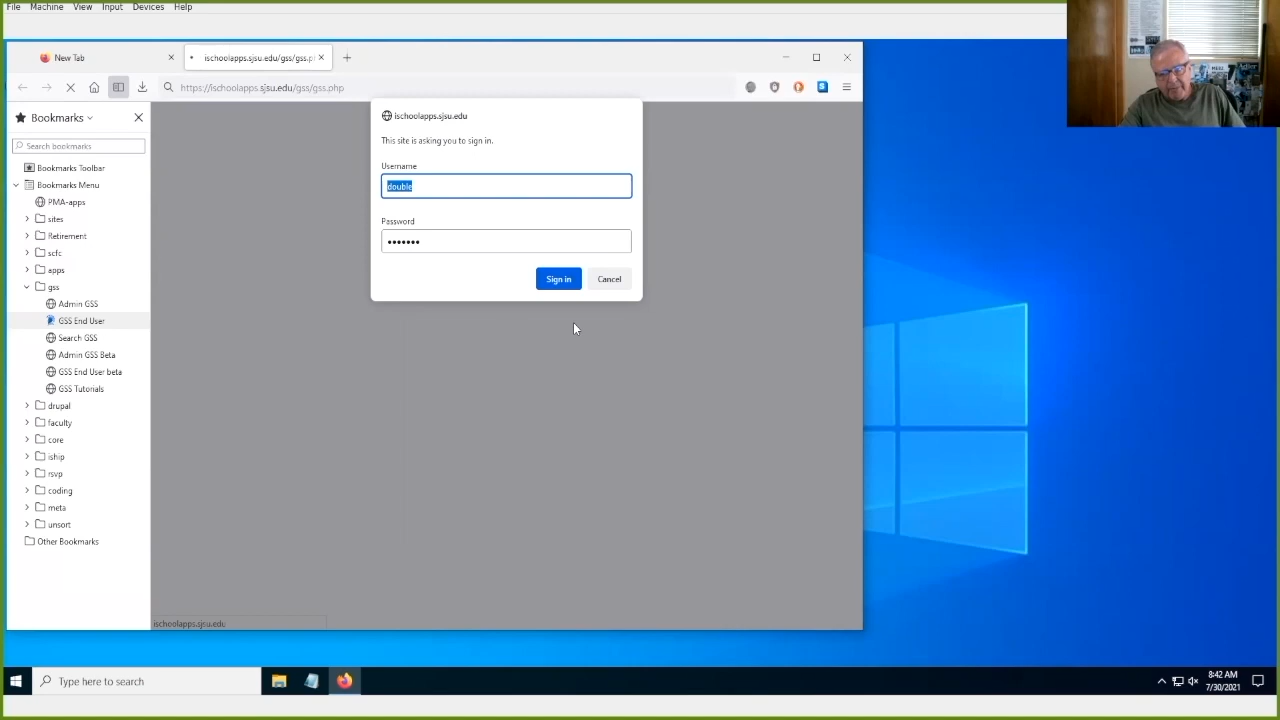 File Machine View Input Devices Help
New Tab
ischoolapps.sjsu.edu/gss/gss.p
https://ischoolapps.sjsu.edu/gss/gss.php
Bookmarks
Search bookmarks
Bookmarks Toolbar
Bookmarks Menu
PMA-apps
sites
Retirement
scfc
apps
gss
Admin GSS
GSS End User
Search GSS
Admin GSS Beta
GSS End User beta
GSS Tutorials
drupal
faculty
core
iship
rsvp
coding
meta
unsort
Other Bookmarks
ischoolapps.sjsu.edu
This site is asking you to sign in.
Username
double
Password
•••••••
Sign in Cancel
ischoolapps.sjsu.edu
Type here to search
8:42 AM
7/30/2021